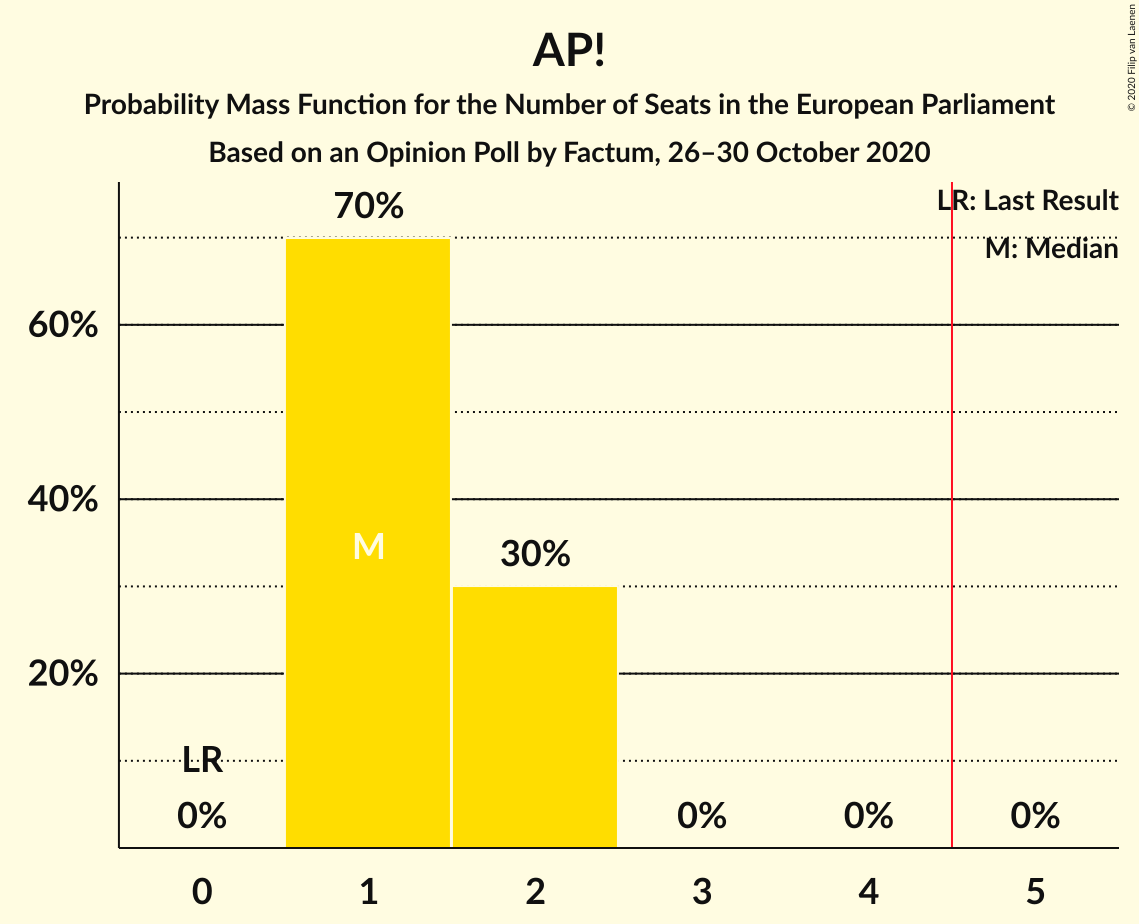 AP!
Probability Mass Function for the Number of Seats in the European Parliament
Based on an Opinion Poll by Factum, 26–30 October 2020
© 2020 Filip van Laenen
LR: Last Result
M: Median
70%
60%
40%
M
30%
20%
LR
0%
0%
0%
0%
0
1
2
3
4
5